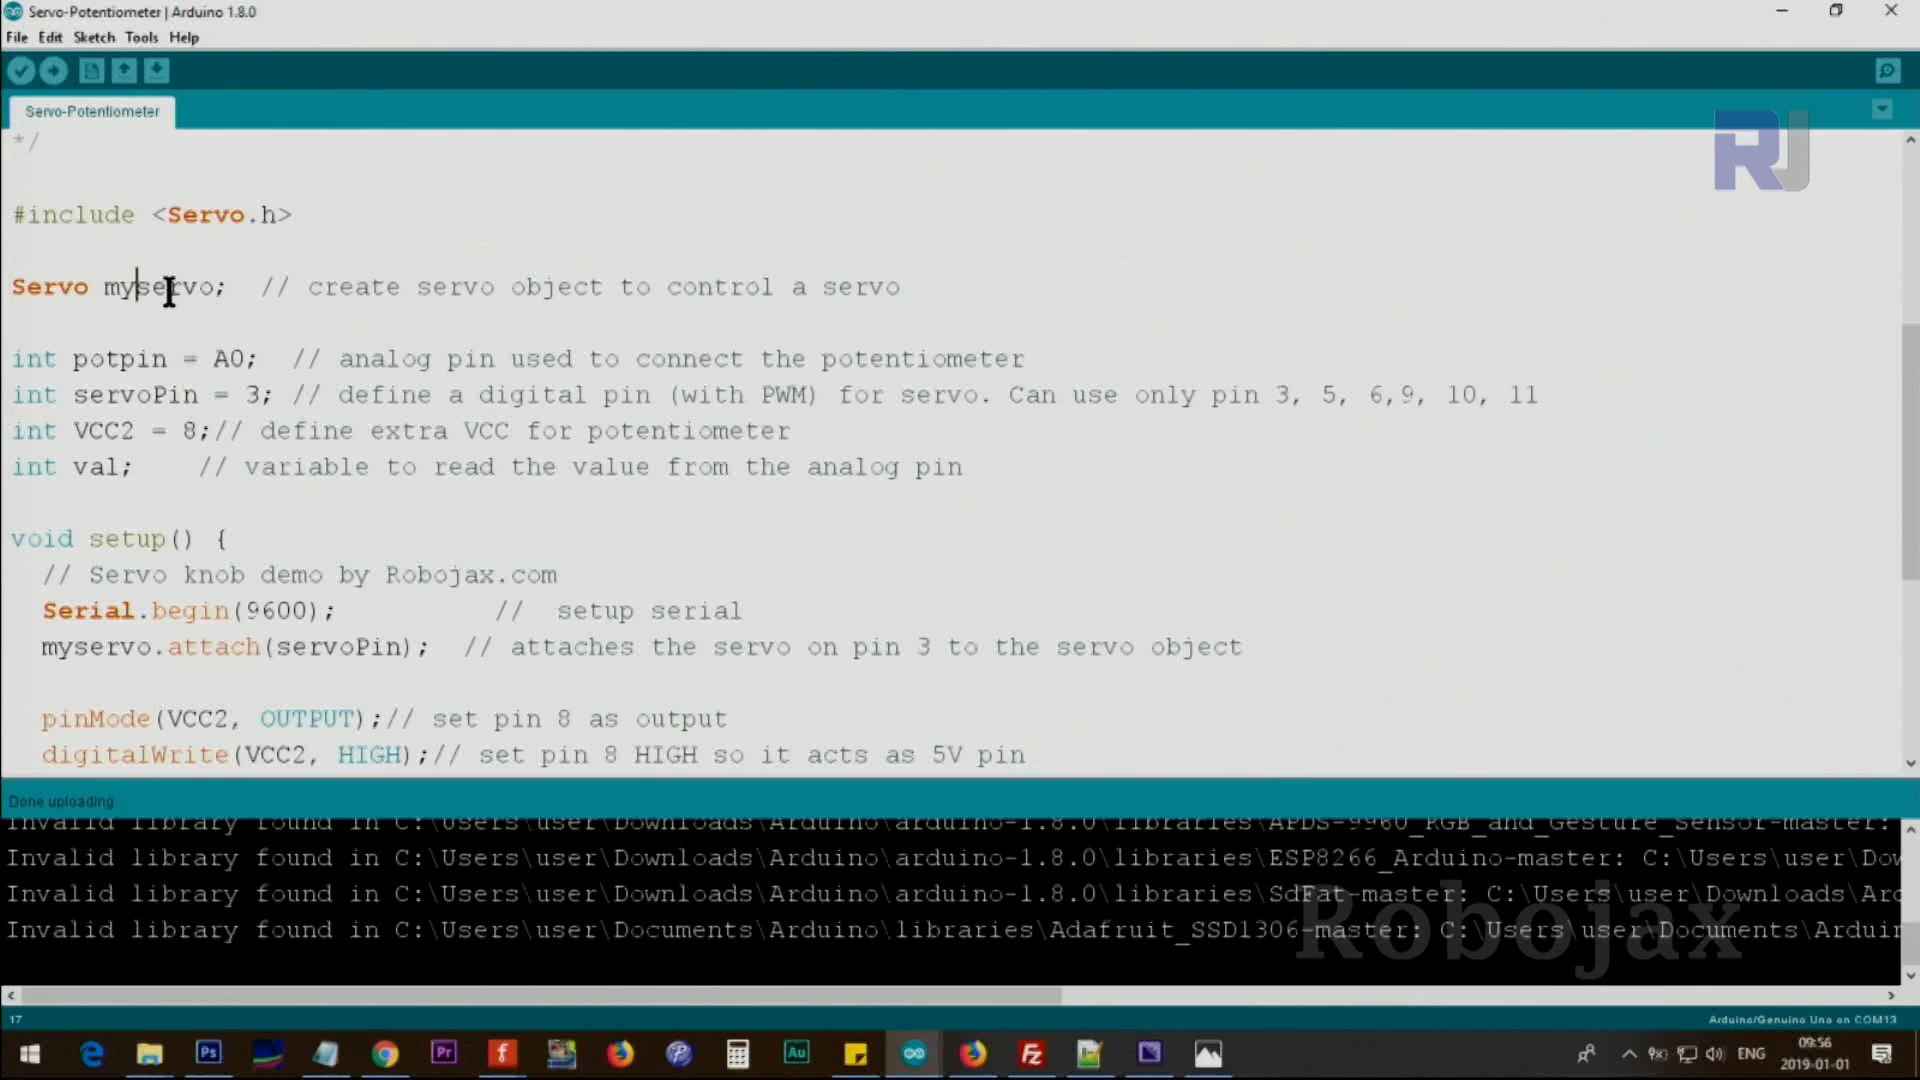 Servo-Potentiometer | Arduino 1.8.0
File Edit Sketch Tools Help
Servo-Potentiometer
*/
RJ
#include <Servo.h>
Servo myservo;  // create servo object to control a servo
int potpin = A0;  // analog pin used to connect the potentiometer
int servoPin = 3; // define a digital pin (with PWM) for servo. Can use only pin 3, 5, 6,9, 10, 11
int VCC2 = 8;// define extra VCC for potentiometer
int val;    // variable to read the value from the analog pin
void setup() {
  // Servo knob demo by Robojax.com
  Serial.begin(9600);          //  setup serial
  myservo.attach(servoPin);  // attaches the servo on pin 3 to the servo object
  pinMode(VCC2, OUTPUT);// set pin 8 as output
  digitalWrite(VCC2, HIGH);// set pin 8 HIGH so it acts as 5V pin
Done uploading.
Invalid library found in C:\Users\user\Downloads\Arduino\arduino-1.8.0\libraries\APDS-9960_RGB_and_Gesture_Sensor-master:
Invalid library found in C:\Users\user\Downloads\Arduino\arduino-1.8.0\libraries\ESP8266_Arduino-master: C:\Users\user\Dow
Invalid library found in C:\Users\user\Downloads\Arduino\arduino-1.8.0\libraries\SdFat-master: C:\Users\user\Downloads\Ard
Invalid library found in C:\Users\user\Documents\Arduino\libraries\Adafruit_SSD1306-master: C:\Users\user\Documents\Arduin
Robojax
17
Arduino/Genuino Uno on COM13
Ps
Pr
f
Au
Fz
ENG
09:56
2019-01-01